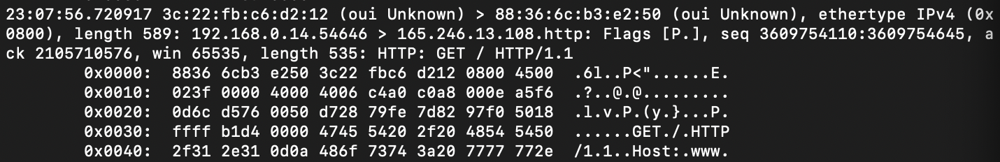 23:07:56.720917 3c:22:fb:c6:d2:12 (oui Unknown) > 88:36:6c:b3:e2:50 (oui Unknown), ethertype IPv4 (0x
0800), length 589: 192.168.0.14.54646 > 165.246.13.108.http: Flags [P.], seq 3609754110:3609754645, a
ck 2105710576, win 65535, length 535: HTTP: GET / HTTP/1.1
0x0000:  8836 6cb3 e250 3c22 fbc6 d212 0800 4500  .6l..P<"......E.
0x0010:  023f 0000 4000 4006 c4a0 c0a8 000e a5f6  .?..@.@.........
0x0020:  0d6c d576 0050 d728 79fe 7d82 97f0 5018  .l.v.P.(y.}...P.
0x0030:  ffff b1d4 0000 4745 5420 2f20 4854 5450  ......GET./.HTTP
0x0040:  2f31 2e31 0d0a 486f 7374 3a20 7777 772e  /1.1..Host:.www.